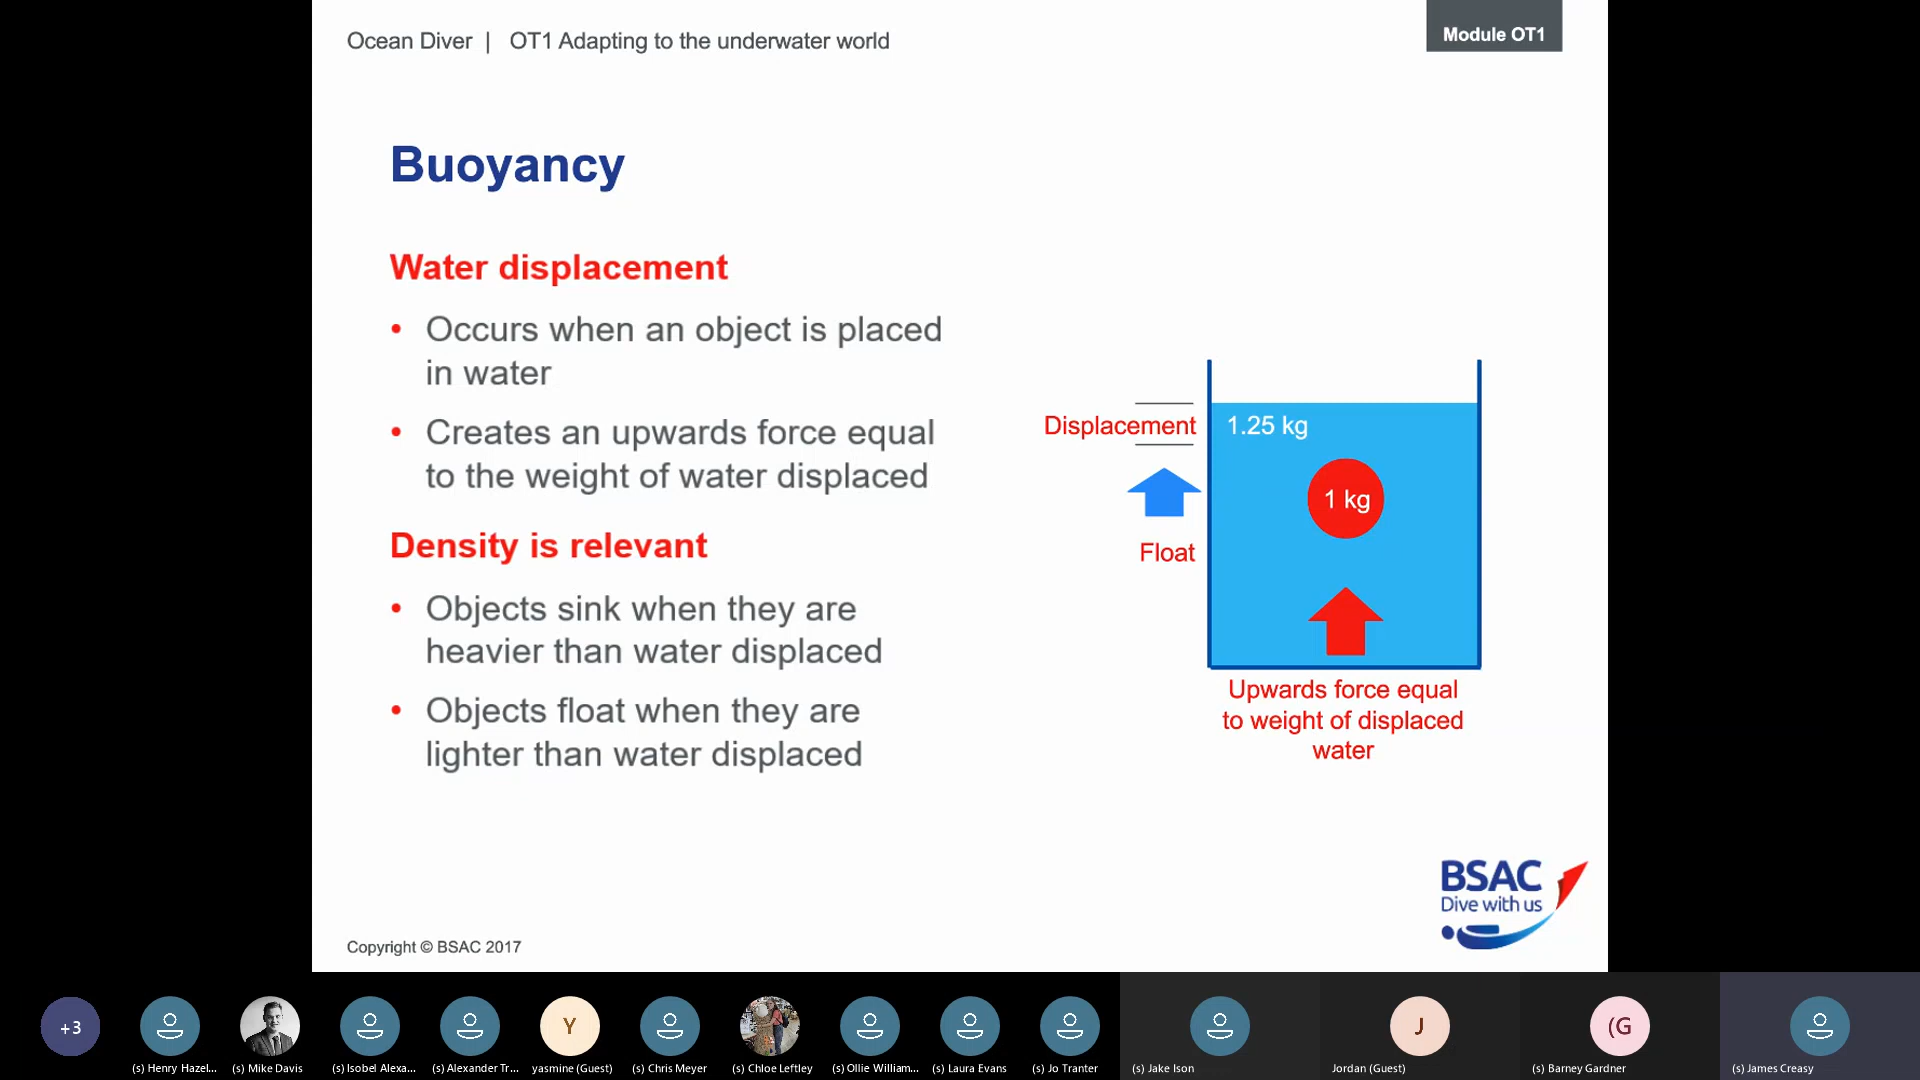 Ocean Diver | OT1 Adapting to the underwater world
Module OT1
Buoyancy
Water displacement
• Occurs when an object is placed
in water
• Creates an upwards force equal
to the weight of water displaced
Density is relevant
• Objects sink when they are
heavier than water displaced
• Objects float when they are
lighter than water displaced
Displacement
1.25 kg
1 kg
Float
Upwards force equal
to weight of displaced
water
BSAC
Dive with us
Copyright © BSAC 2017
+3
Y
J
(G
(s) Henry Hazel...
(s) Mike Davis
(s) Isobel Alexa...
(s) Alexander Tr...
yasmine (Guest)
(s) Chris Meyer
(s) Chloe Leftley
(s) Ollie William...
(s) Laura Evans
(s) Jo Tranter
(s) Jake Ison
Jordan (Guest)
(s) Barney Gardner
(s) James Creasy